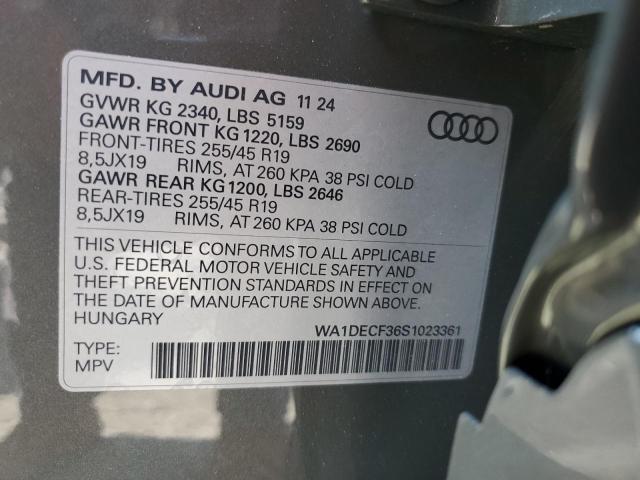 MFD. BY AUDI AG 11 24
GVWR KG 2340, LBS 5159
GAWR FRONT KG 1220, LBS 2690
FRONT-TIRES 255/45 R19
8,5JX19 RIMS, AT 260 KPA 38 PSI COLD
GAWR REAR KG 1200, LBS 2646
REAR-TIRES 255/45 R19
8,5JX19 RIMS, AT 260 KPA 38 PSI COLD
THIS VEHICLE CONFORMS TO ALL APPLICABLE
U.S. FEDERAL MOTOR VEHICLE SAFETY AND
THEFT PREVENTION STANDARDS IN EFFECT ON
THE DATE OF MANUFACTURE SHOWN ABOVE.
HUNGARY
WA1DECF36S1023361
TYPE:
MPV